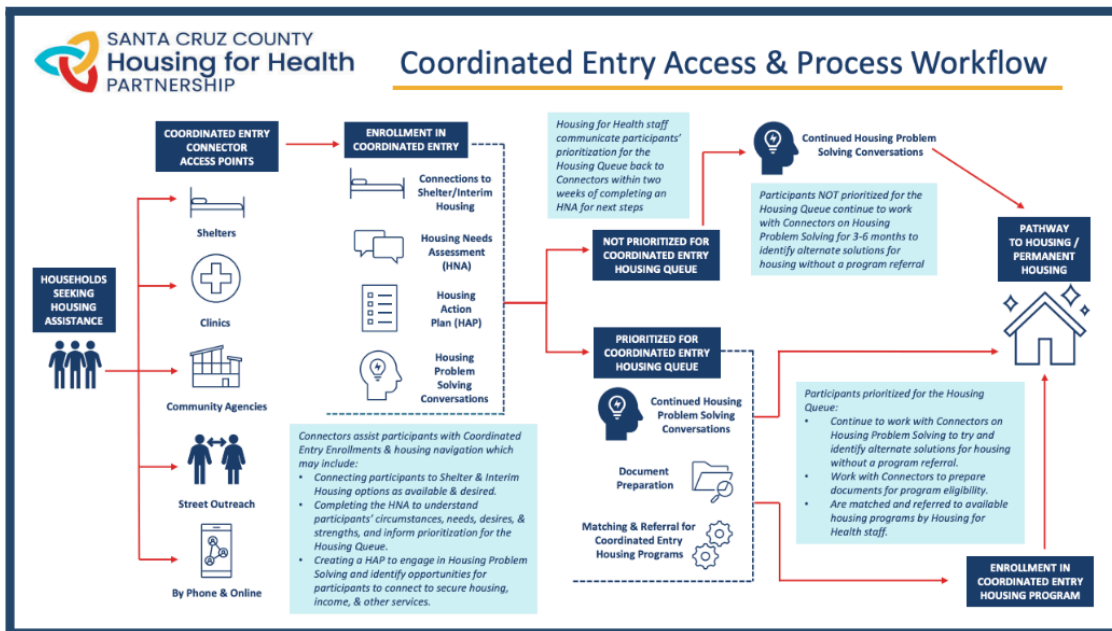 SANTA CRUZ COUNTY
Housing for Health
PARTNERSHIP
Coordinated Entry Access & Process Workflow
HOUSEHOLDS
SEEKING
HOUSING
ASSISTANCE
COORDINATED ENTRY
CONNECTOR
ACCESS POINTS
Shelters
Clinics
Community Agencies
Street Outreach
By Phone & Online
ENROLLMENT IN
COORDINATED ENTRY
Connections to
Shelter/Interim
Housing
Housing Needs
Assessment
(HNA)
Housing
Action
Plan (HAP)
Housing
Problem
Solving
Conversations
Connectors assist participants with Coordinated
Entry Enrollments & housing navigation which
may include:
• Connecting participants to Shelter & Interim
Housing options as available & desired.
• Completing the HNA to understand
participants' circumstances, needs, desires, &
strengths, and inform prioritization for the
Housing Queue.
• Creating a HAP to engage in Housing Problem
Solving and identify opportunities for
participants to connect to secure housing,
income, & other services.
Housing for Health staff
communicate participants'
prioritization for the
Housing Queue back to
Connectors within two
weeks of completing an
HNA for next steps
NOT PRIORITIZED FOR
COORDINATED ENTRY
HOUSING QUEUE
Continued Housing Problem
Solving Conversations
Participants NOT prioritized for the
Housing Queue continue to work
with Connectors on Housing
Problem Solving for 3-6 months to
identify alternate solutions for
housing without a program referral
PRIORITIZED FOR
COORDINATED ENTRY
HOUSING QUEUE
Continued Housing
Problem Solving
Conversations
Document
Preparation
Matching & Referral for
Coordinated Entry
Housing Programs
Participants prioritized for the Housing
Queue:
• Continue to work with Connectors on
Housing Problem Solving to try and
identify alternate solutions for housing
without a program referral.
• Work with Connectors to prepare
documents for program eligibility.
• Are matched and referred to available
housing programs by Housing for
Health staff.
PATHWAY
TO HOUSING /
PERMANENT
HOUSING
ENROLLMENT IN
COORDINATED ENTRY
HOUSING PROGRAM